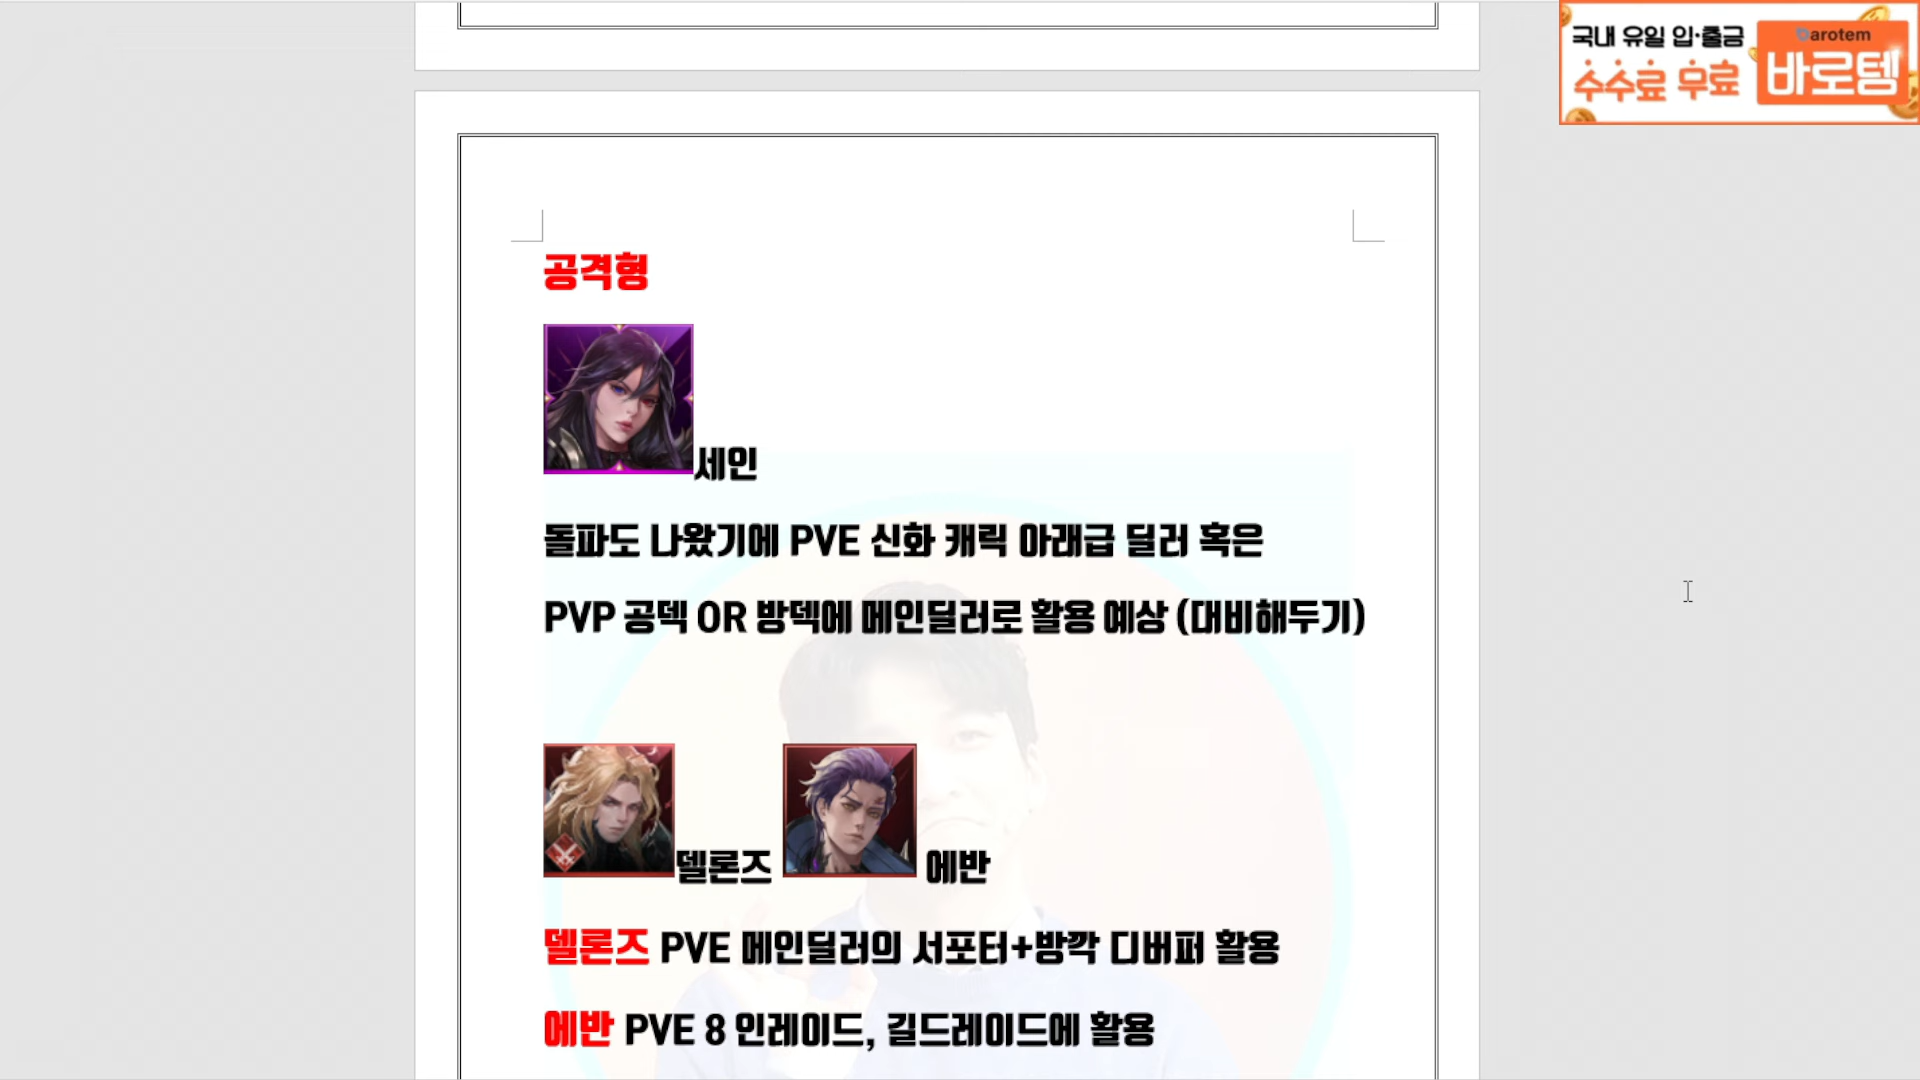 국내 유일 입·출금
수수료 무료
Barotem
바로템
공격형
세인
돌파도 나왔기에 PVE 신화 캐릭 아래급 딜러 혹은
PVP 공덱 OR 방덱에 메인딜러로 활용 예상 (대비해두기)
델론즈 에반
델론즈 PVE 메인딜러의 서포터+방깍 디버퍼 활용
에반 PVE 8 인레이드, 길드레이드에 활용